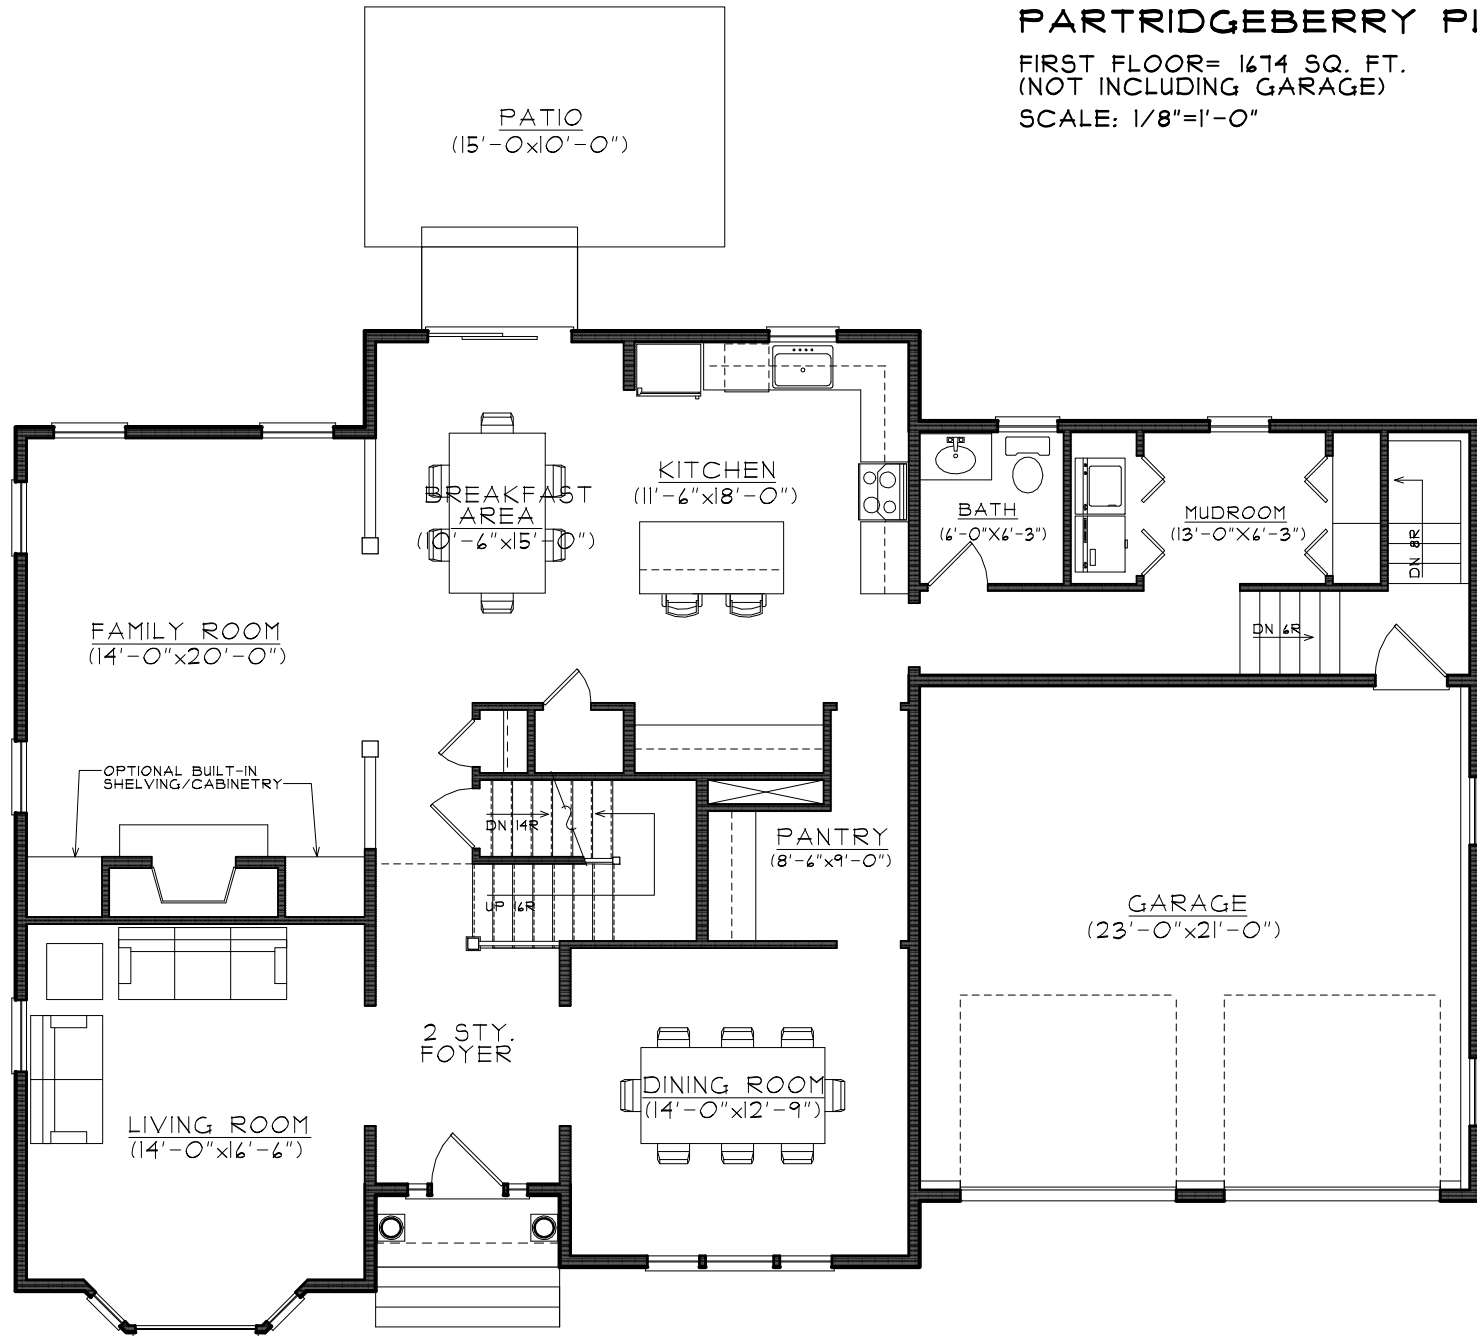 PARTRIDGEBERRY
FIRST FLOOR= 1674 SQ. FT.
(NOT INCLUDING GARAGE)
SCALE: 1/8"=1'-0"
PATIO
(15'-0x10'-0")
KITCHEN
(11'-6"x18'-0")
BREAKFAST
AREA
(10'-6"x15'-0")
BATH
(6'-0"X6'-3")
MUDROOM
(13'-0"X6'-3")
DN 8R
DN 6R
FAMILY ROOM
(14'-0"x20'-0")
OPTIONAL BUILT-IN
SHELVING/CABINETRY
DN 14R
UP 16R
PANTRY
(8'-6"x9'-0")
GARAGE
(23'-0"x21'-0")
2 STY.
FOYER
DINING ROOM
(14'-0"x12'-9")
LIVING ROOM
(14'-0"x16'-6")